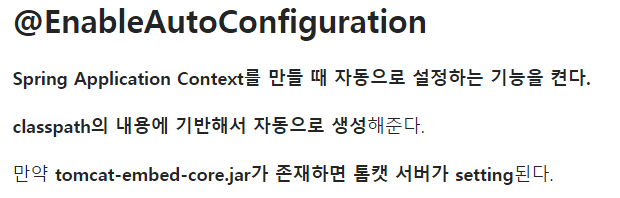 @EnableAutoConfiguration
Spring Application Context를 만들 때 자동으로 설정하는 기능을 켠다.
classpath의 내용에 기반해서 자동으로 생성해준다.
만약 tomcat-embed-core.jar가 존재하면 톰캣 서버가 setting된다.